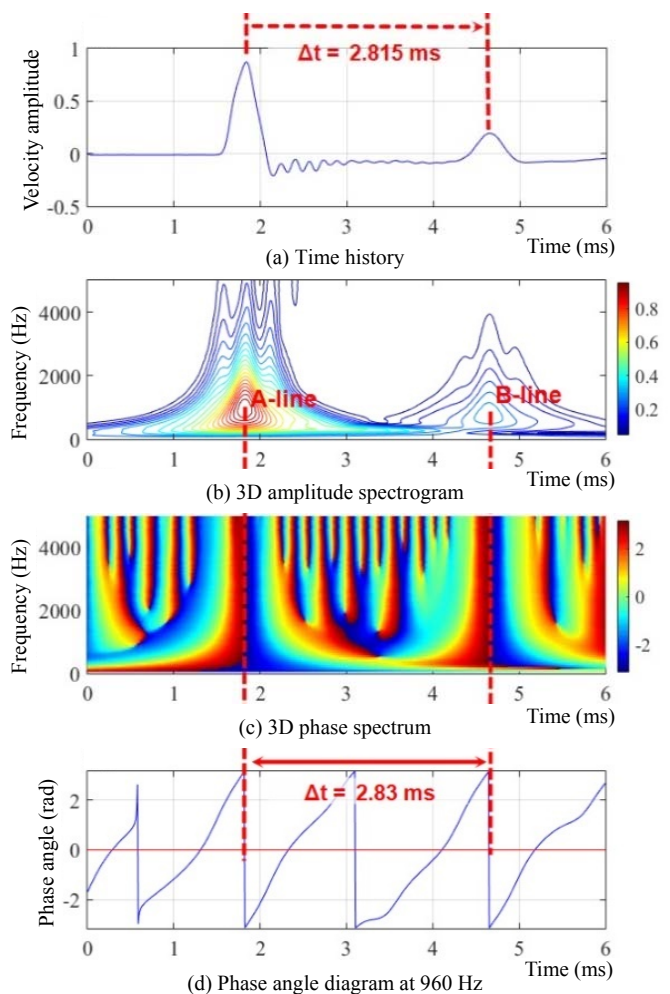 Δt = 2.815 ms
Velocity amplitude
1
0.5
0
-0.5
0 1 2 3 4 5 6
Time (ms)
(a) Time history
Frequency (Hz)
4000
2000
0
A-line
B-line
0.8
0.6
0.4
0.2
0 1 2 3 4 5 6
Time (ms)
(b) 3D amplitude spectrogram
Frequency (Hz)
4000
2000
0
2
0
-2
0 1 2 3 4 5 6
Time (ms)
(c) 3D phase spectrum
Δt = 2.83 ms
Phase angle (rad)
2
0
-2
0 1 2 3 4 5 6
Time (ms)
(d) Phase angle diagram at 960 Hz